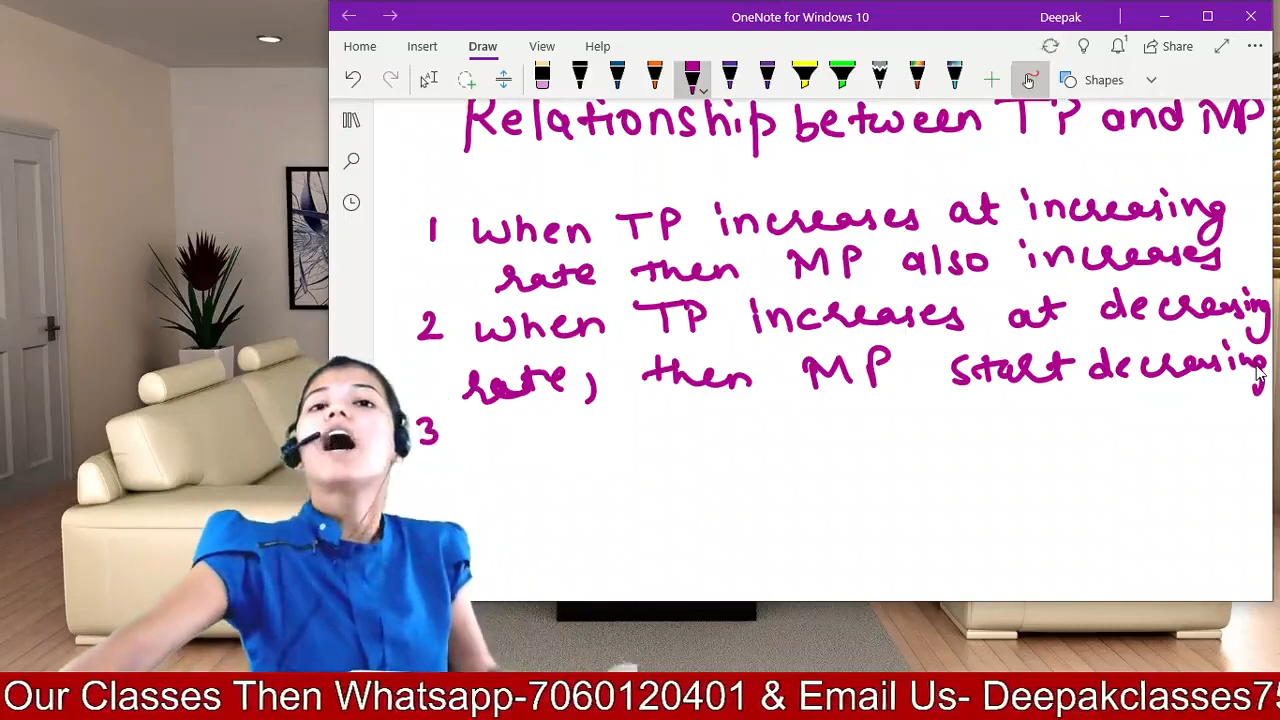 OneNote for Windows 10
Deepak
Home Insert Draw View Help
1
Share
Shapes
Relationship between TP and MP
1 When TP increases at increasing
rate then MP also increases
2 When TP increases at decreasing
rate, then MP start decreasing
3
Our Classes Then Whatsapp-7060120401 & Email Us- Deepakclasses75